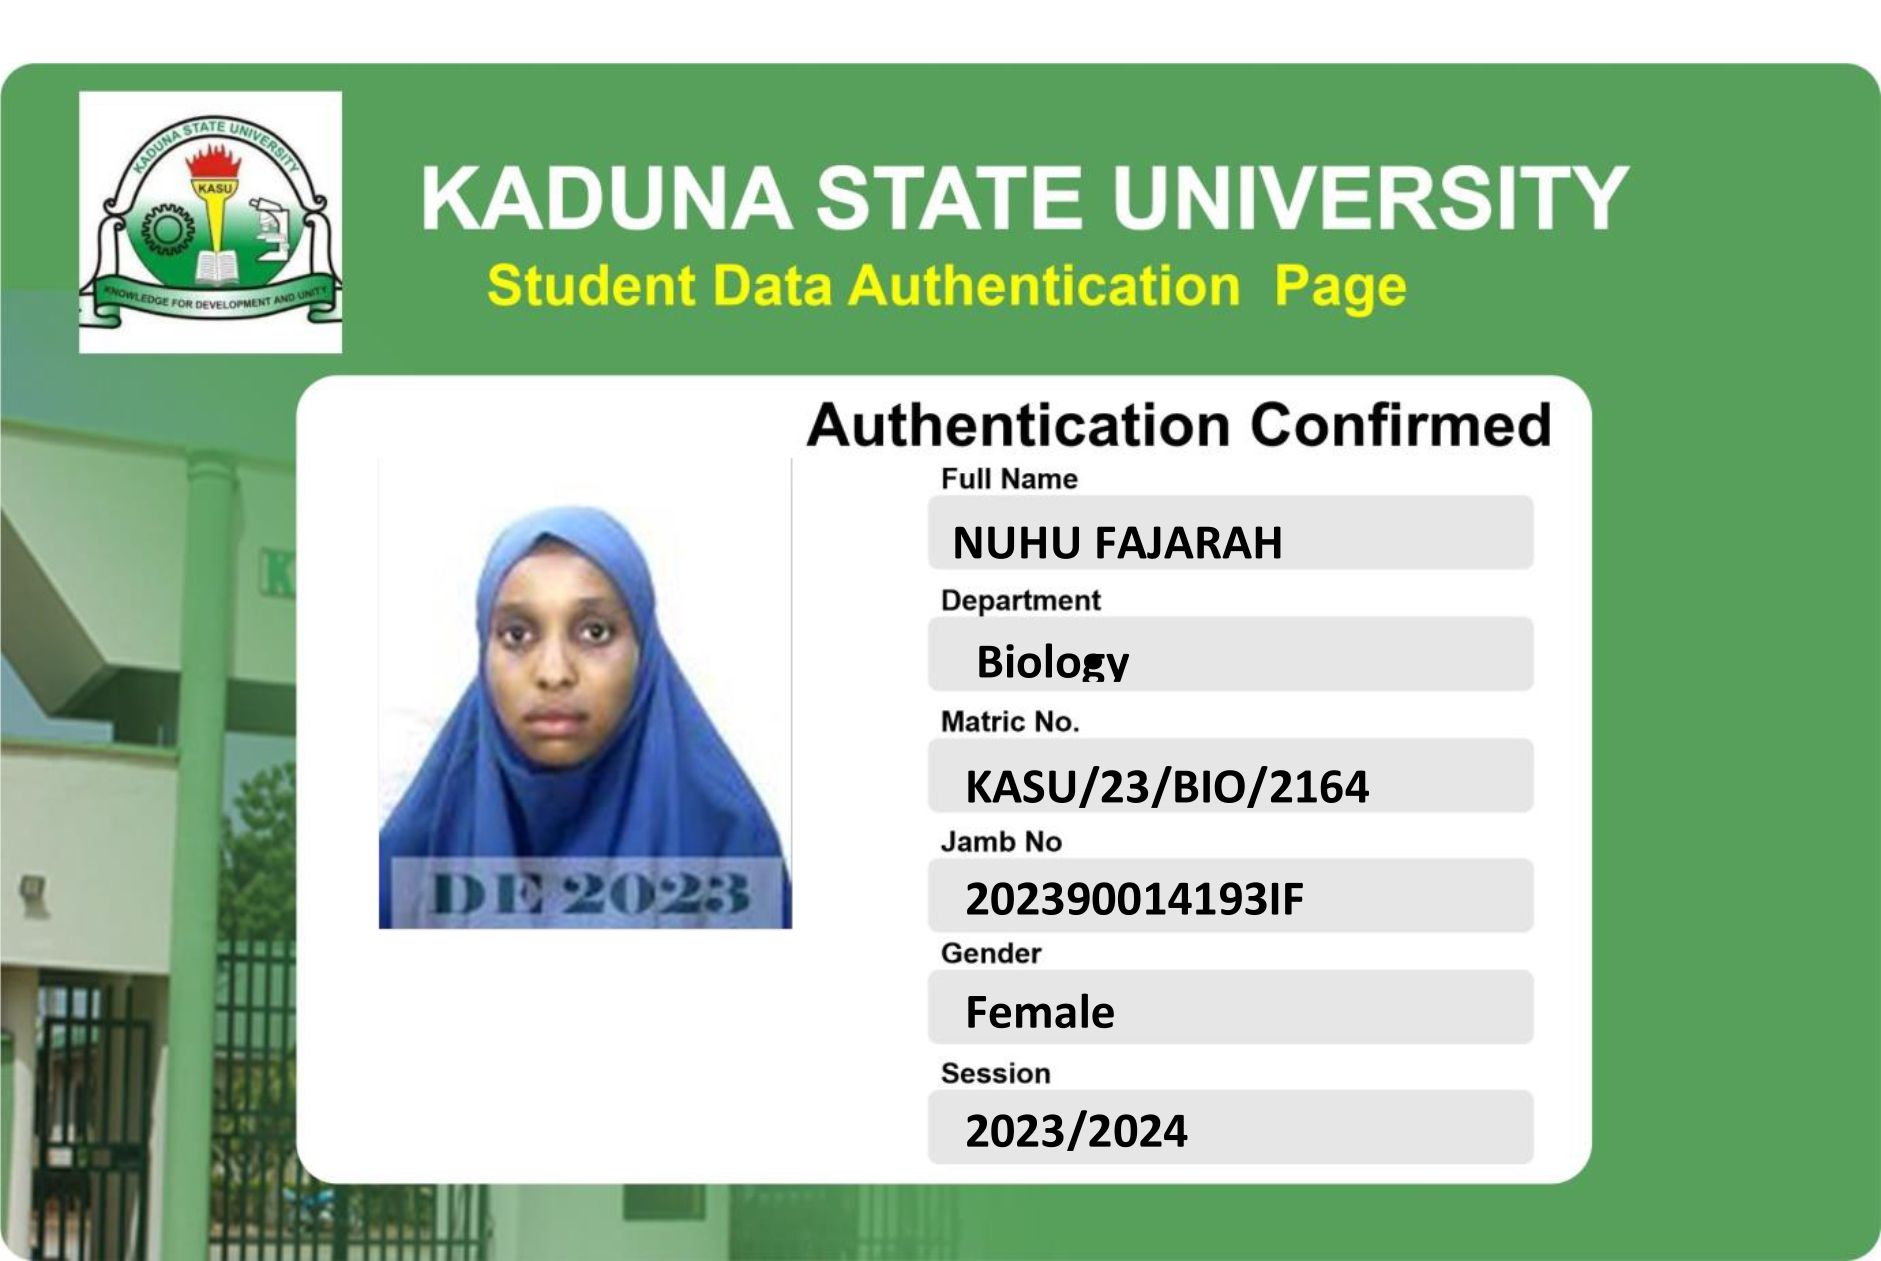 KADUNA STATE UNIVERSITY
KASU
KNOWLEDGE FOR DEVELOPMENT AND UNITY
KADUNA STATE UNIVERSITY
Student Data Authentication Page
Authentication Confirmed
Full Name
NUHU FAJARAH
Department
Biology
Matric No.
KASU/23/BIO/2164
Jamb No
202390014193IF
Gender
Female
Session
2023/2024
DE 2023
K